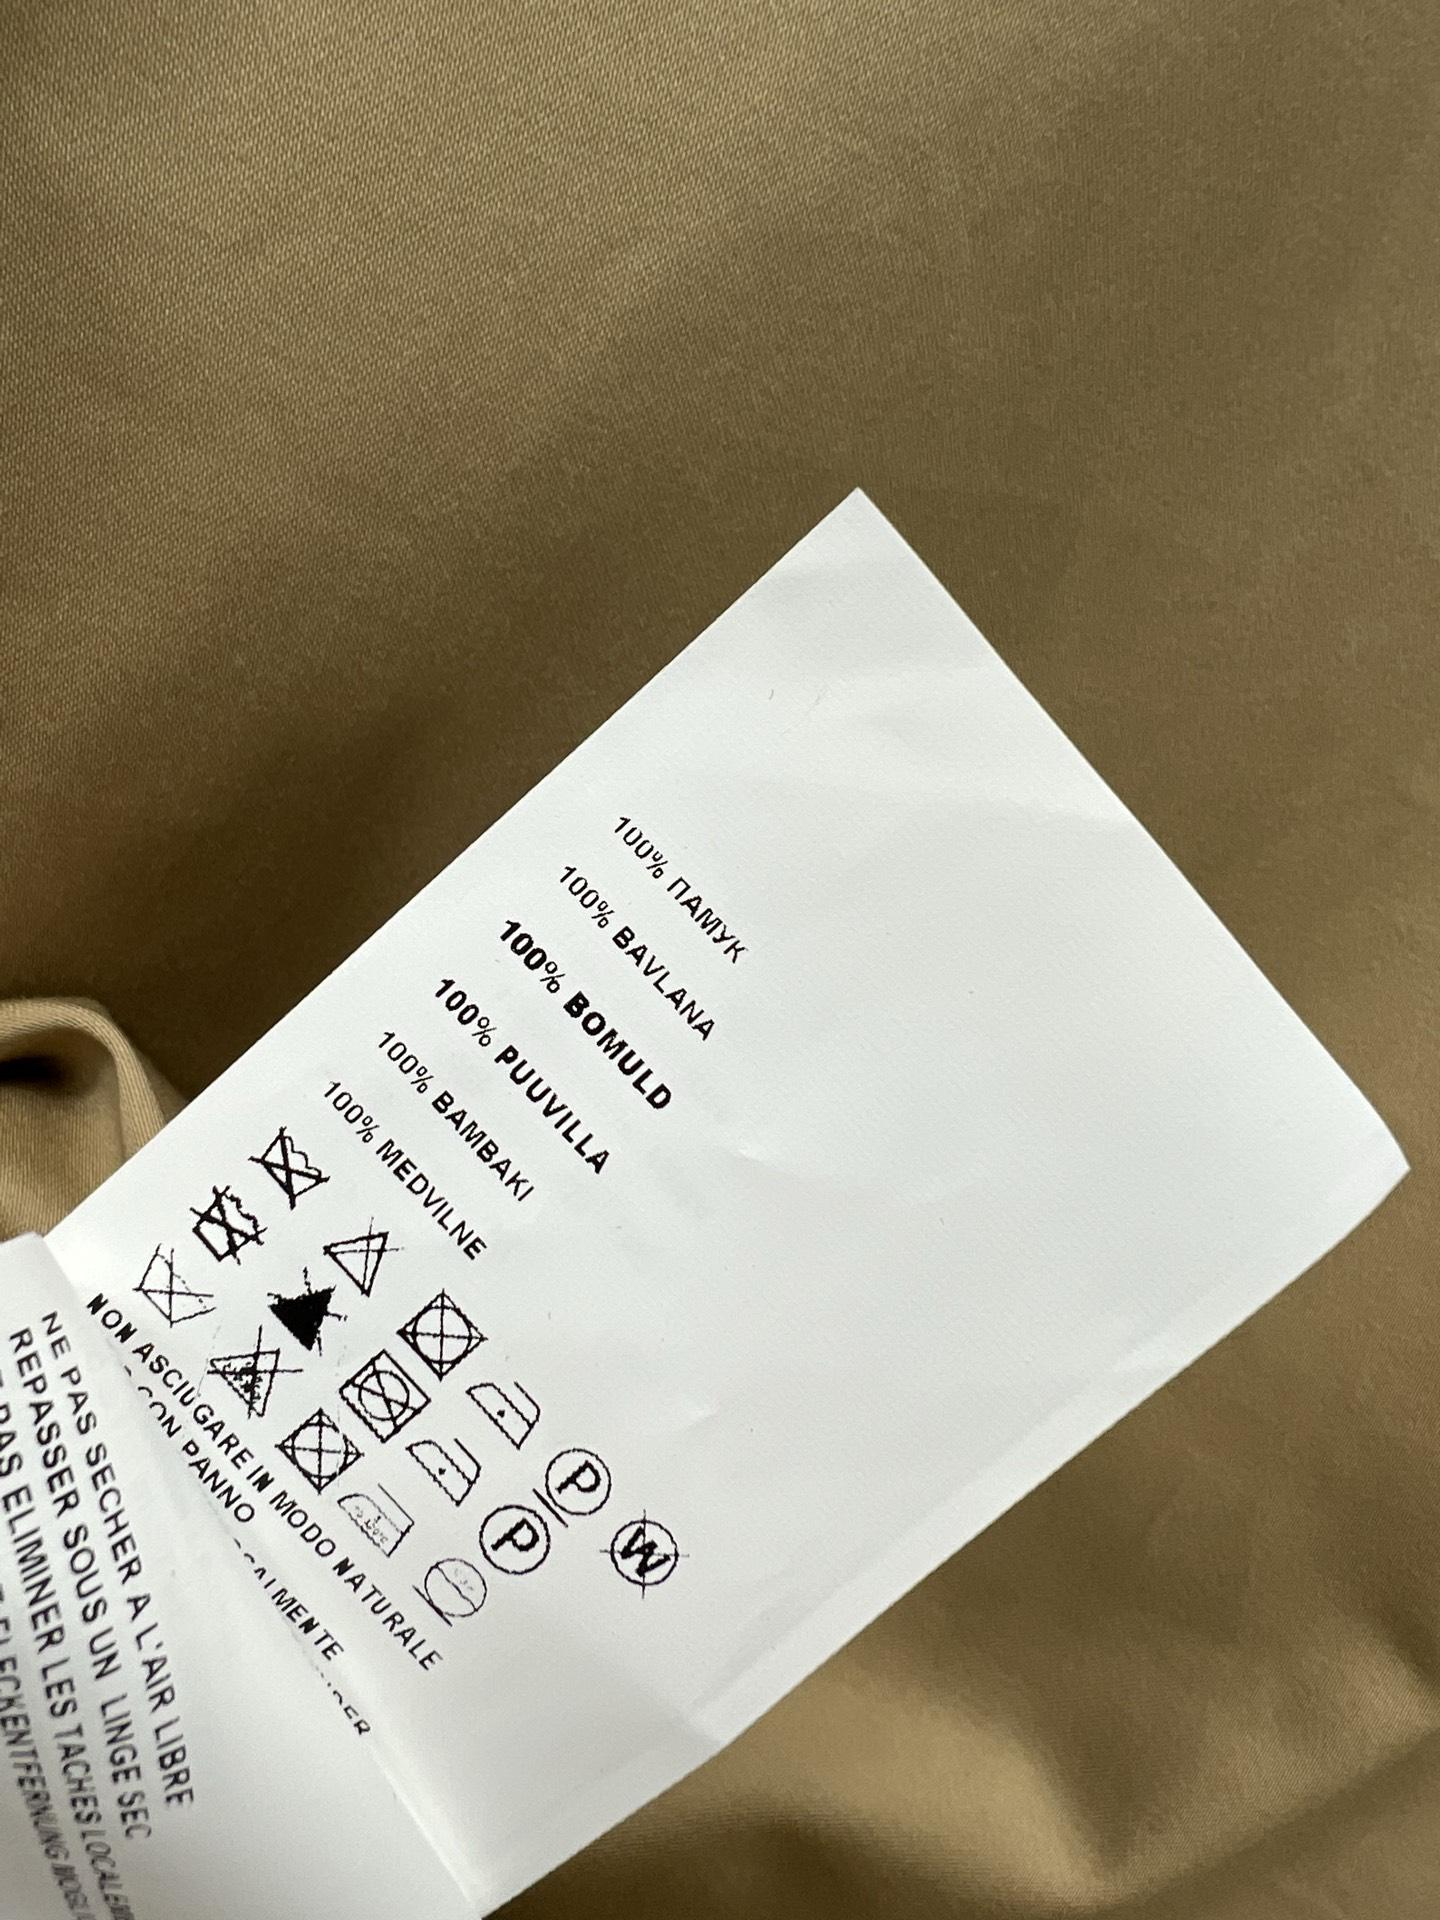 100% ПАМУК
100% BAVLANA
100% BOMULD
100% PUUVILLA
100% BAMBAKI
100% MEDVILNE
P
W
P
NON ASCIUGARE IN MODO NATURALE
CON PANNO
NE PAS SECHER A L'AIR LIBRE
REPASSER SOUS UN LINGE SEC
PAS ELIMINER LES TACHES